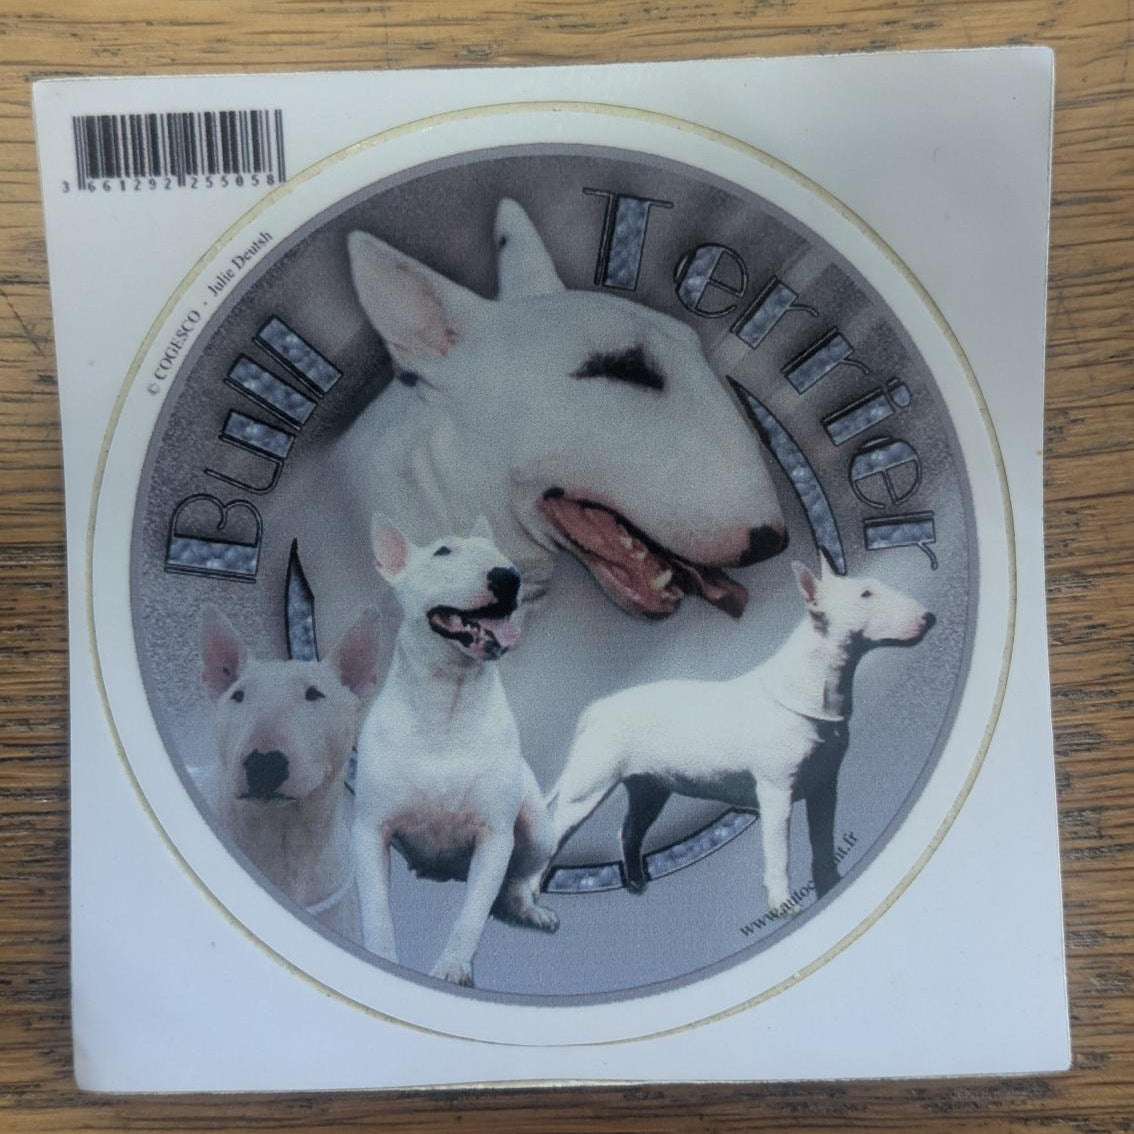 3 661292 255058
© COGESCO - Julie Deutsh
Bull Terrier